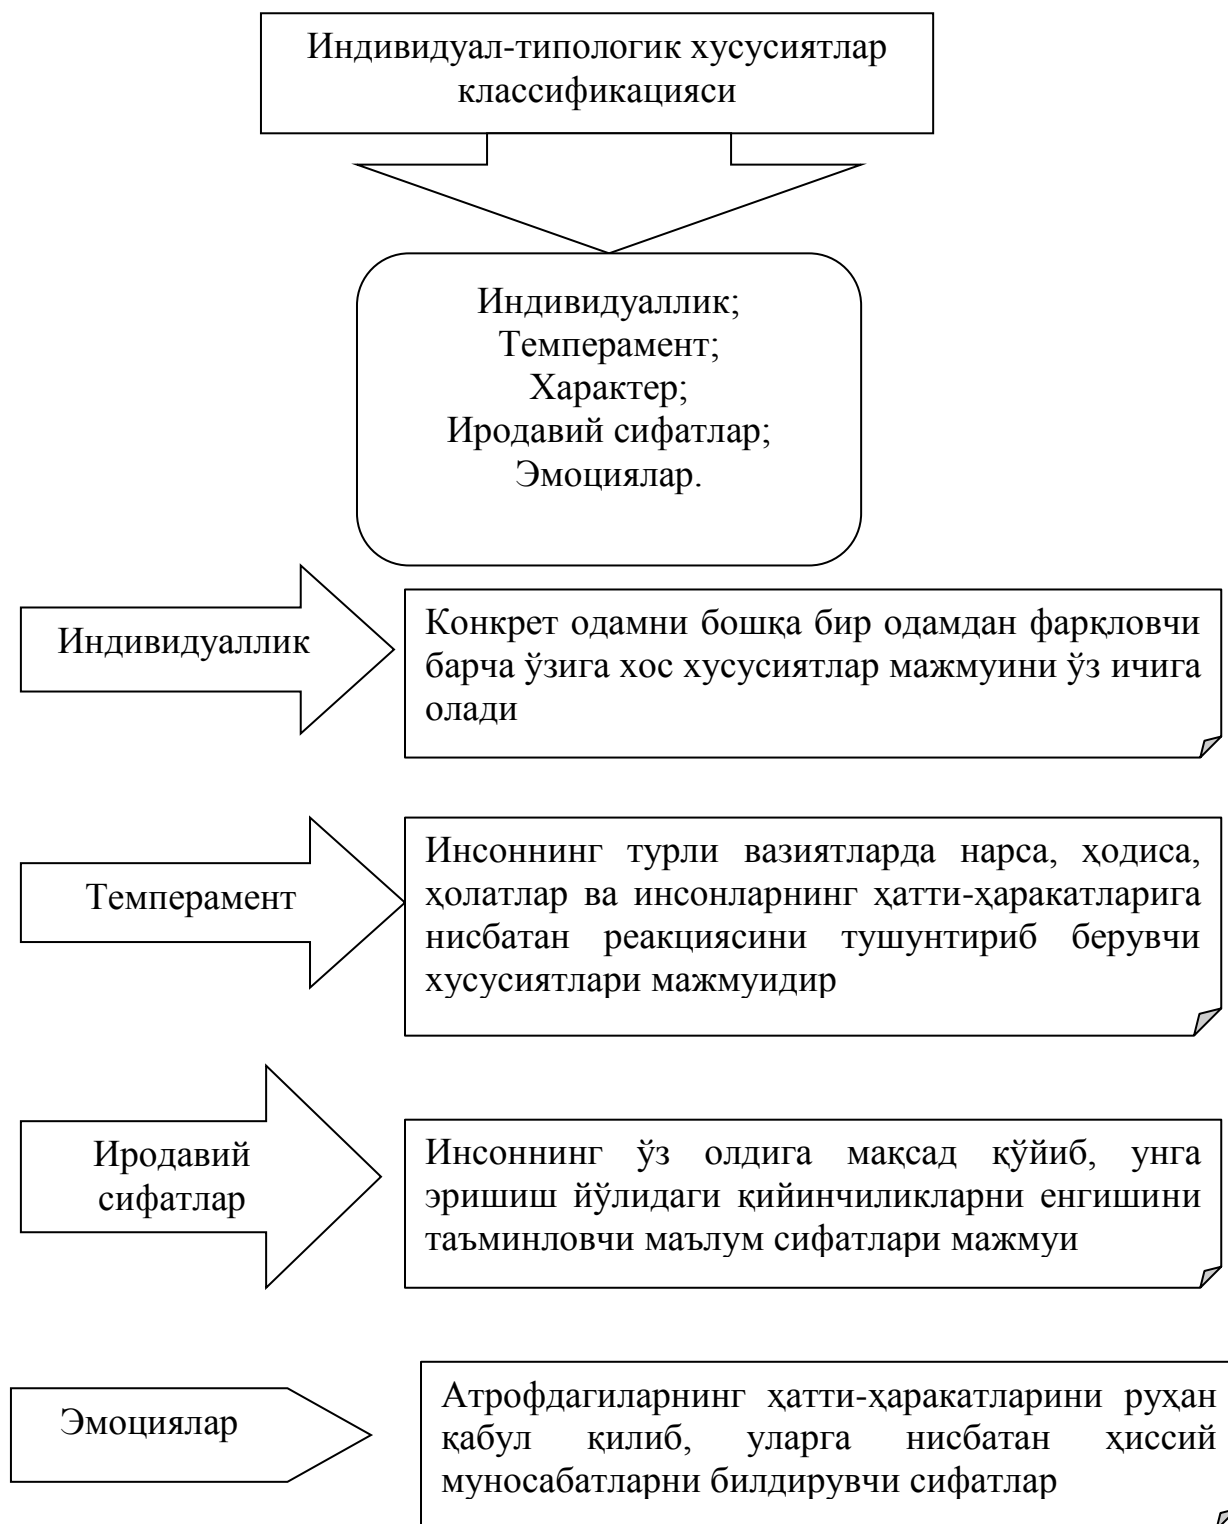 Индивидуал-типологик хусусиятлар
классификацияси
Индивидуаллик;
Темперамент;
Характер;
Иродавий сифатлар;
Эмоциялар.
Индивидуаллик
Конкрет одамни бошқа бир одамдан фарқловчи
барча ўзига хос хусусиятлар мажмуини ўз ичига
олади
Темперамент
Инсоннинг турли вазиятларда нарса, ҳодиса,
ҳолатлар ва инсонларнинг ҳатти-ҳаракатларига
нисбатан реакциясини тушунтириб берувчи
хусусиятлари мажмуидир
Иродавий
сифатлар
Инсоннинг ўз олдига мақсад қўйиб, унга
эришиш йўлидаги қийинчиликларни енгишини
таъминловчи маълум сифатлари мажмуи
Эмоциялар
Атрофдагиларнинг ҳатти-ҳаракатларини руҳан
қабул қилиб, уларга нисбатан ҳиссий
муносабатларни билдирувчи сифатлар